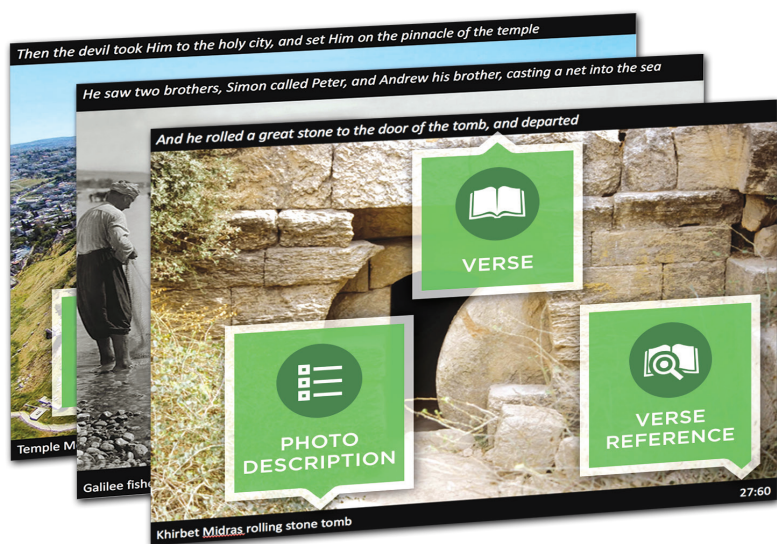 Then the devil took Him to the holy city, and set Him on the pinnacle of the temple
He saw two brothers, Simon called Peter, and Andrew his brother, casting a net into the sea
And he rolled a great stone to the door of the tomb, and departed
VERSE
PHOTO
DESCRIPTION
VERSE
REFERENCE
Temple
Galilee
27:60
Khirbet Midras rolling stone tomb